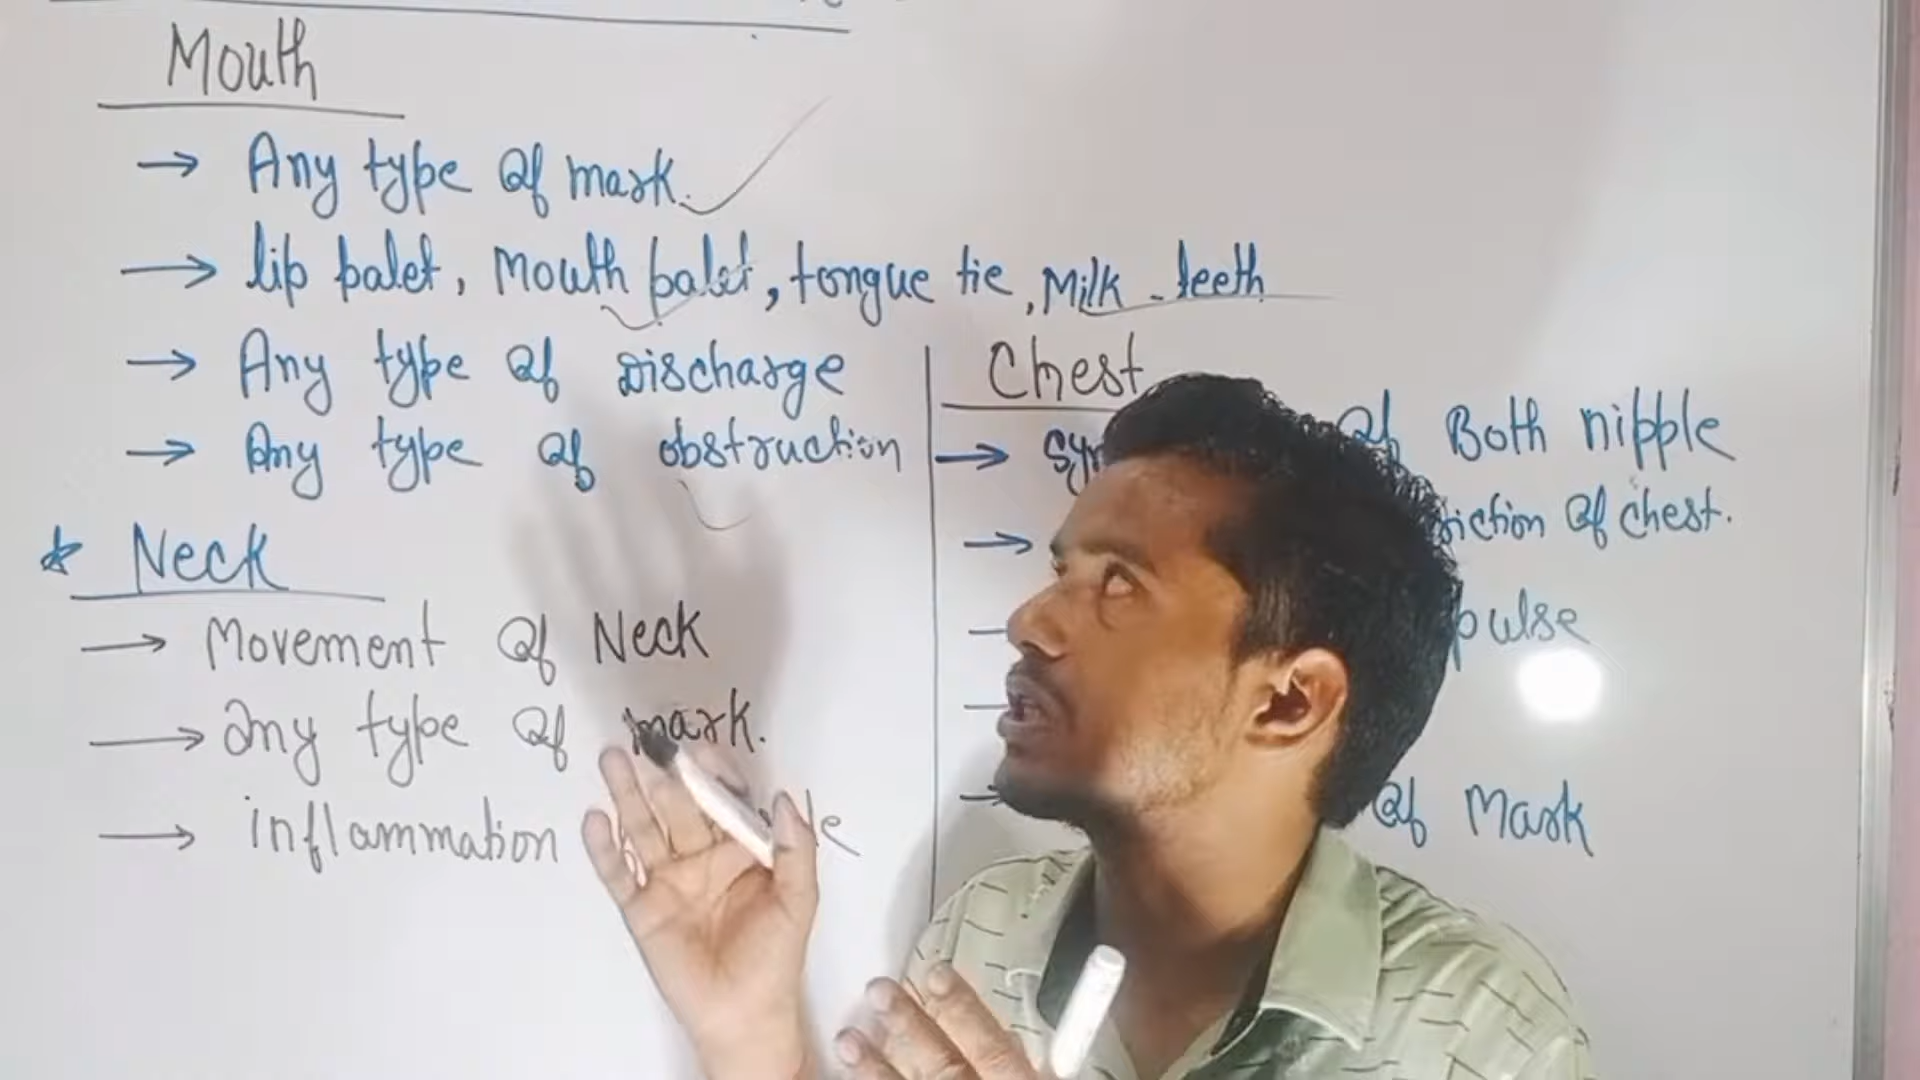 Mouth
→ Any type of mark.
→ lip palet, Mouth palet, tongue tie, Milk-teeth
→ Any type of Discharge
→ Any type of obstruction
* Neck
→ Movement of Neck
→ Any type of mark.
→ inflammation
Chest
→ of Both nipple
→ of chest.
pulse
of Mark